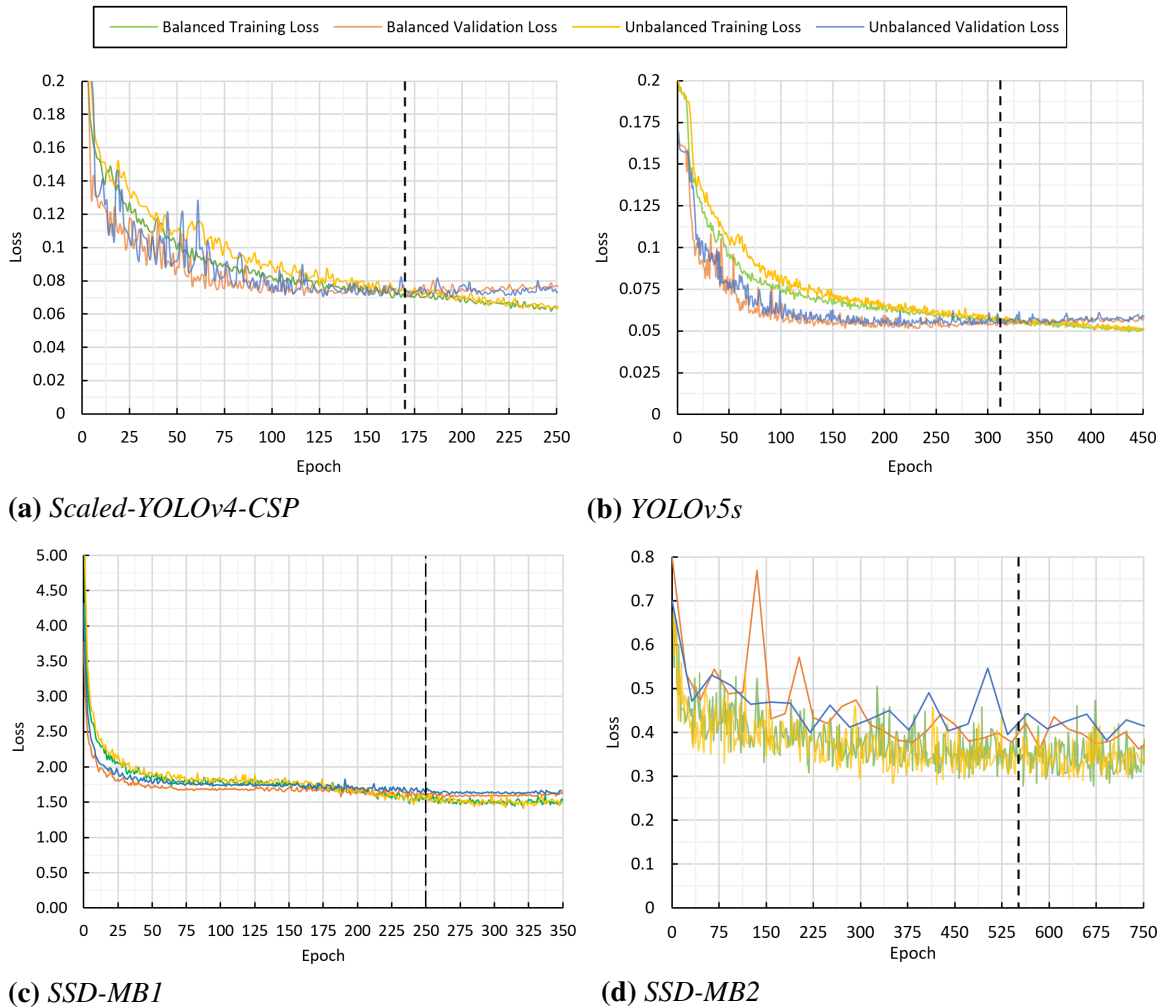 Balanced Training Loss Balanced Validation Loss Unbalanced Training Loss Unbalanced Validation Loss
0.2
0.18
0.16
0.14
0.12
0.1
0.08
0.06
0.04
0.02
0
Loss
0 25 50 75 100 125 150 175 200 225 250
Epoch
(a) Scaled-YOLOv4-CSP
0.2
0.175
0.15
0.125
0.1
0.075
0.05
0.025
0
Loss
0 50 100 150 200 250 300 350 400 450
Epoch
(b) YOLOv5s
5.00
4.50
4.00
3.50
3.00
2.50
2.00
1.50
1.00
0.50
0.00
Loss
0 25 50 75 100 125 150 175 200 225 250 275 300 325 350
Epoch
(c) SSD-MB1
0.8
0.7
0.6
0.5
0.4
0.3
0.2
0.1
0
Loss
0 75 150 225 300 375 450 525 600 675 750
Epoch
(d) SSD-MB2